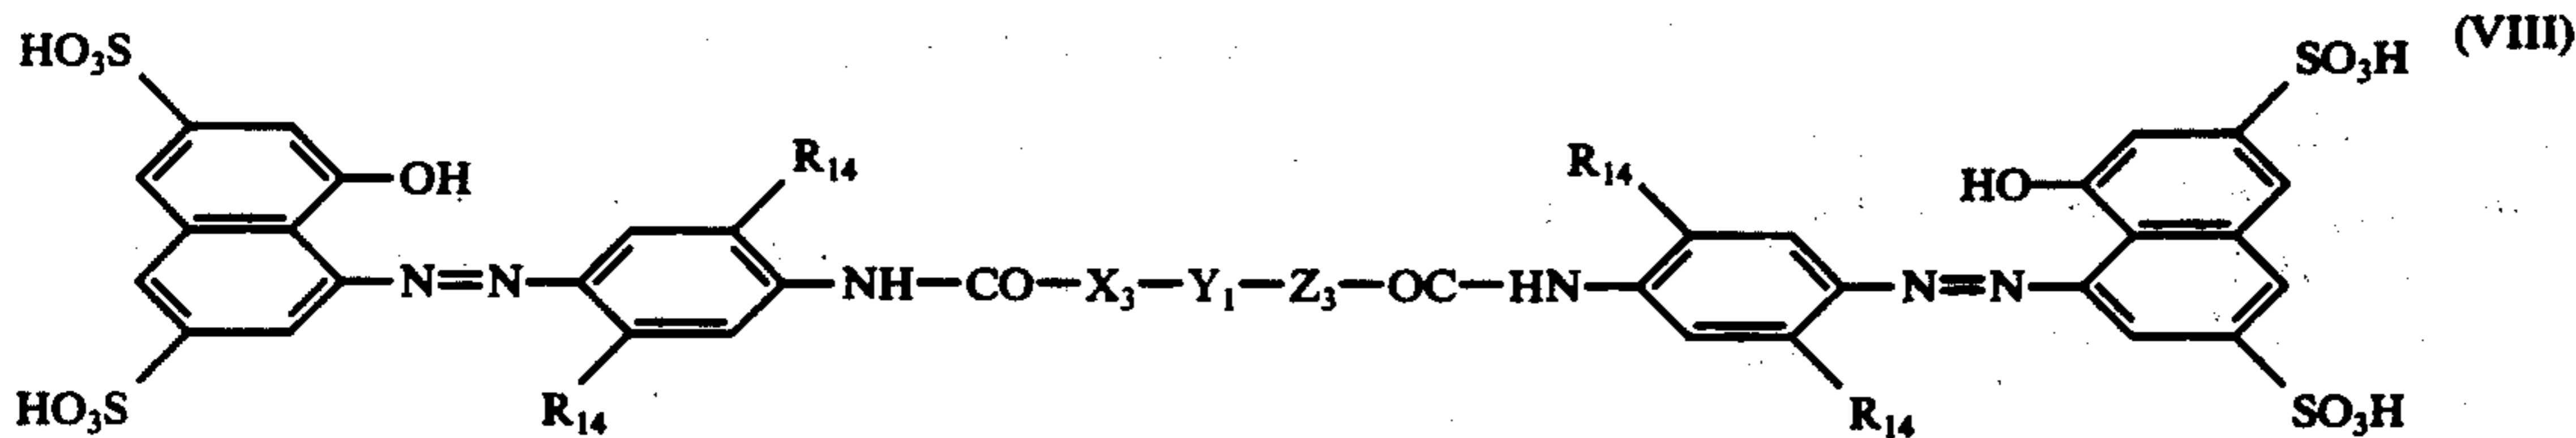 HO₃S SO₃H (VIII)
R₁₄ R₁₄
OH HO
N=N NH—CO—X₃—Y₁—Z₃—OC—HN N=N
HO₃S R₁₄ R₁₄ SO₃H